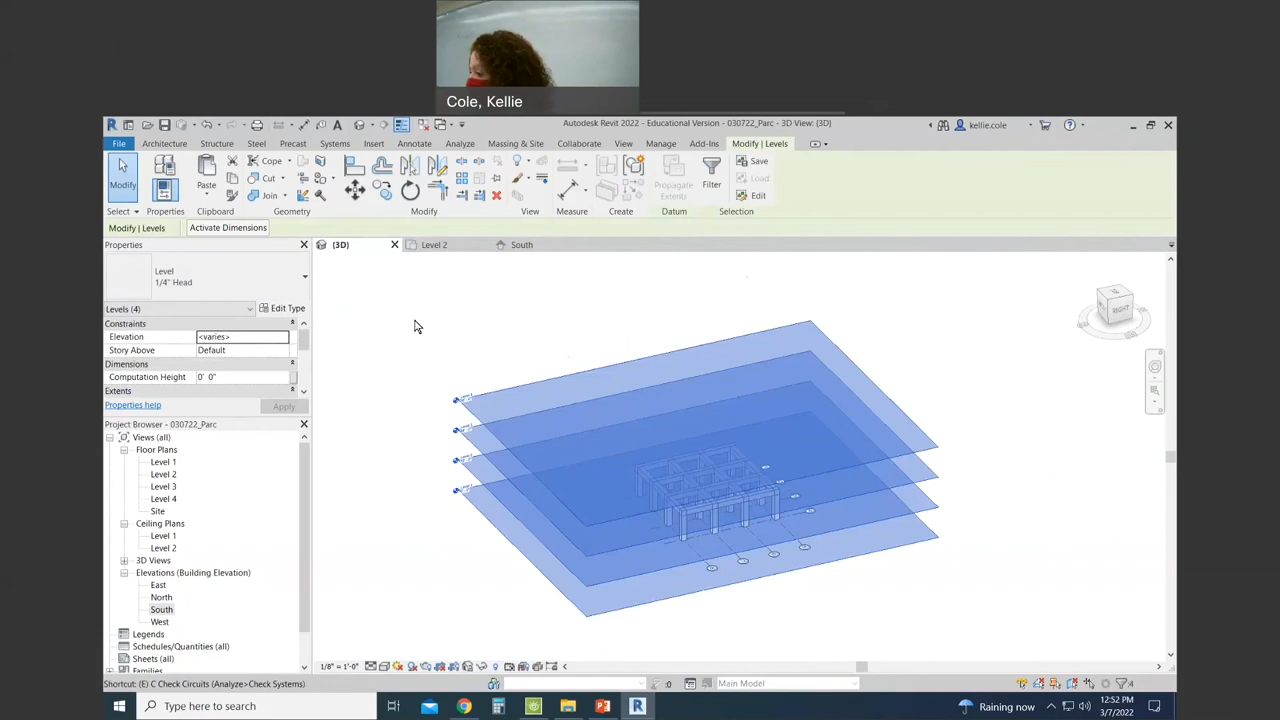 Cole, Kellie
Autodesk Revit 2022 - Educational Version - 030722_Parc - 3D View: {3D}
kellie.cole
File Architecture Structure Steel Precast Systems Insert Annotate Analyze Massing & Site Collaborate View Manage Add-Ins Modify | Levels
Modify
Paste
Cope
Cut
Join
Propagate
Extents
Filter
Save
Load
Edit
Select Properties Clipboard Geometry Modify View Measure Create Datum Selection
Modify | Levels Activate Dimensions
Properties
{3D} Level 2 South
Level
1/4" Head
Levels (4) Edit Type
Constraints
Elevation <varies>
Story Above Default
Dimensions
Computation Height 0' 0"
Extents
Properties help Apply
Project Browser - 030722_Parc
Views (all)
Floor Plans
Level 1
Level 2
Level 3
Level 4
Site
Ceiling Plans
Level 1
Level 2
3D Views
Elevations (Building Elevation)
East
North
South
West
Legends
Schedules/Quantities (all)
Sheets (all)
Families
RIGHT
1/8" = 1'-0"
Shortcut: (E) C Check Circuits (Analyze>Check Systems)
:0
Main Model
:4
Type here to search
Raining now
12:52 PM
3/7/2022